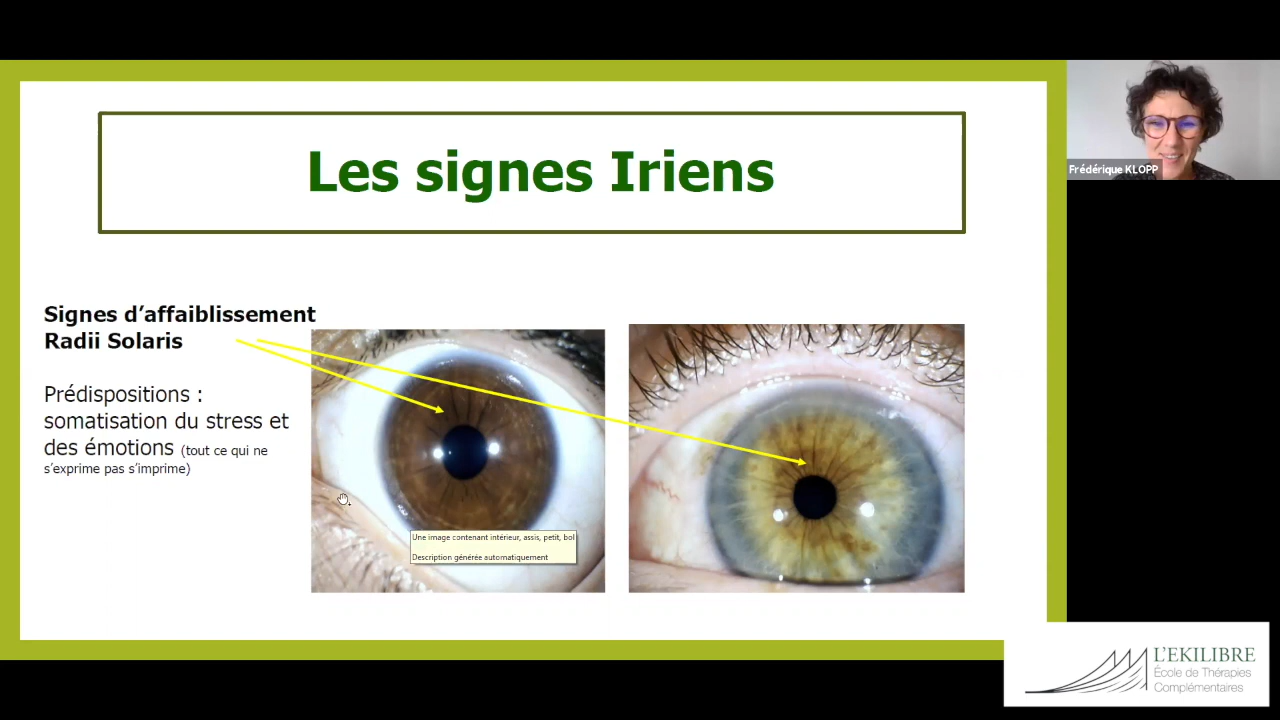 Les signes Iriens
Signes d’affaiblissement
Radii Solaris
Prédispositions :
somatisation du stress et
des émotions (tout ce qui ne
s’exprime pas s’imprime)
Une image contenant intérieur, assis, petit, bol
Description générée automatiquement
Frédérique KLOPP
L'EKILIBRE
École de Thérapies
Complémentaires